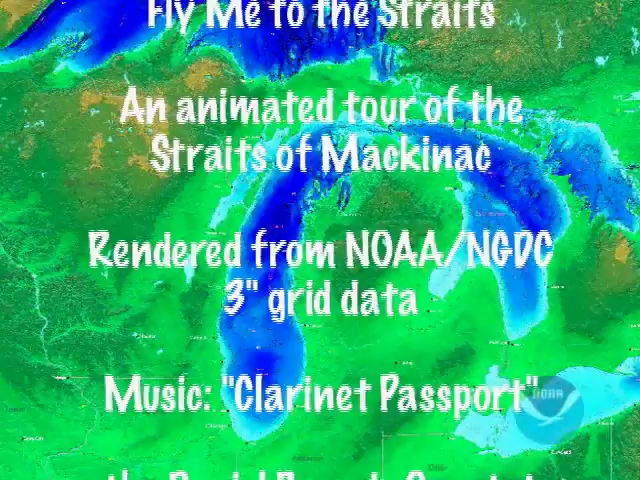 Fly Me to the Straits
An animated tour of the
Straits of Mackinac
Rendered from NOAA/NGDC
3" grid data
Music: "Clarinet Passport"
noaa